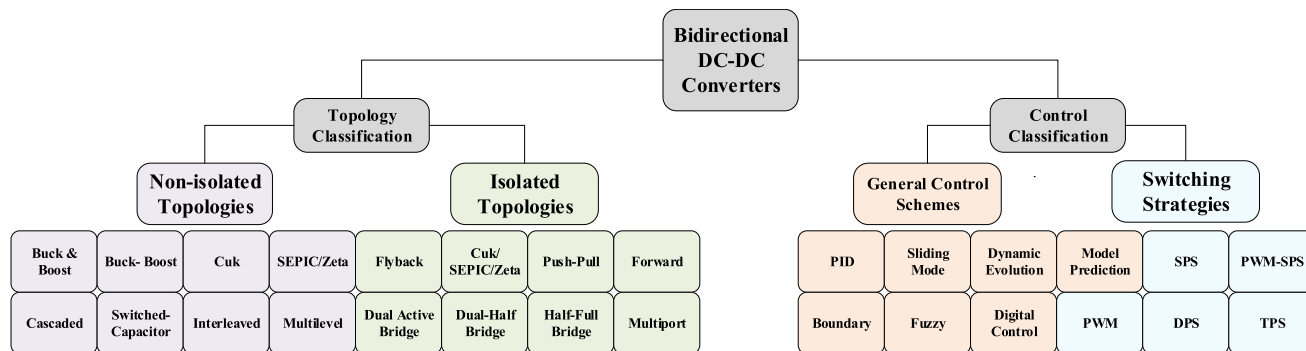 Bidirectional
DC-DC
Converters
Topology
Classification
Control
Classification
Non-isolated
Topologies
Isolated
Topologies
General Control
Schemes
Switching
Strategies
Buck &
Boost
Buck- Boost
Cuk
SEPIC/Zeta
Flyback
Cuk/
SEPIC/Zeta
Push-Pull
Forward
PID
Sliding
Mode
Dynamic
Evolution
Model
Prediction
SPS
PWM-SPS
Cascaded
Switched-
Capacitor
Interleaved
Multilevel
Dual Active
Bridge
Dual-Half
Bridge
Half-Full
Bridge
Multiport
Boundary
Fuzzy
Digital
Control
PWM
DPS
TPS